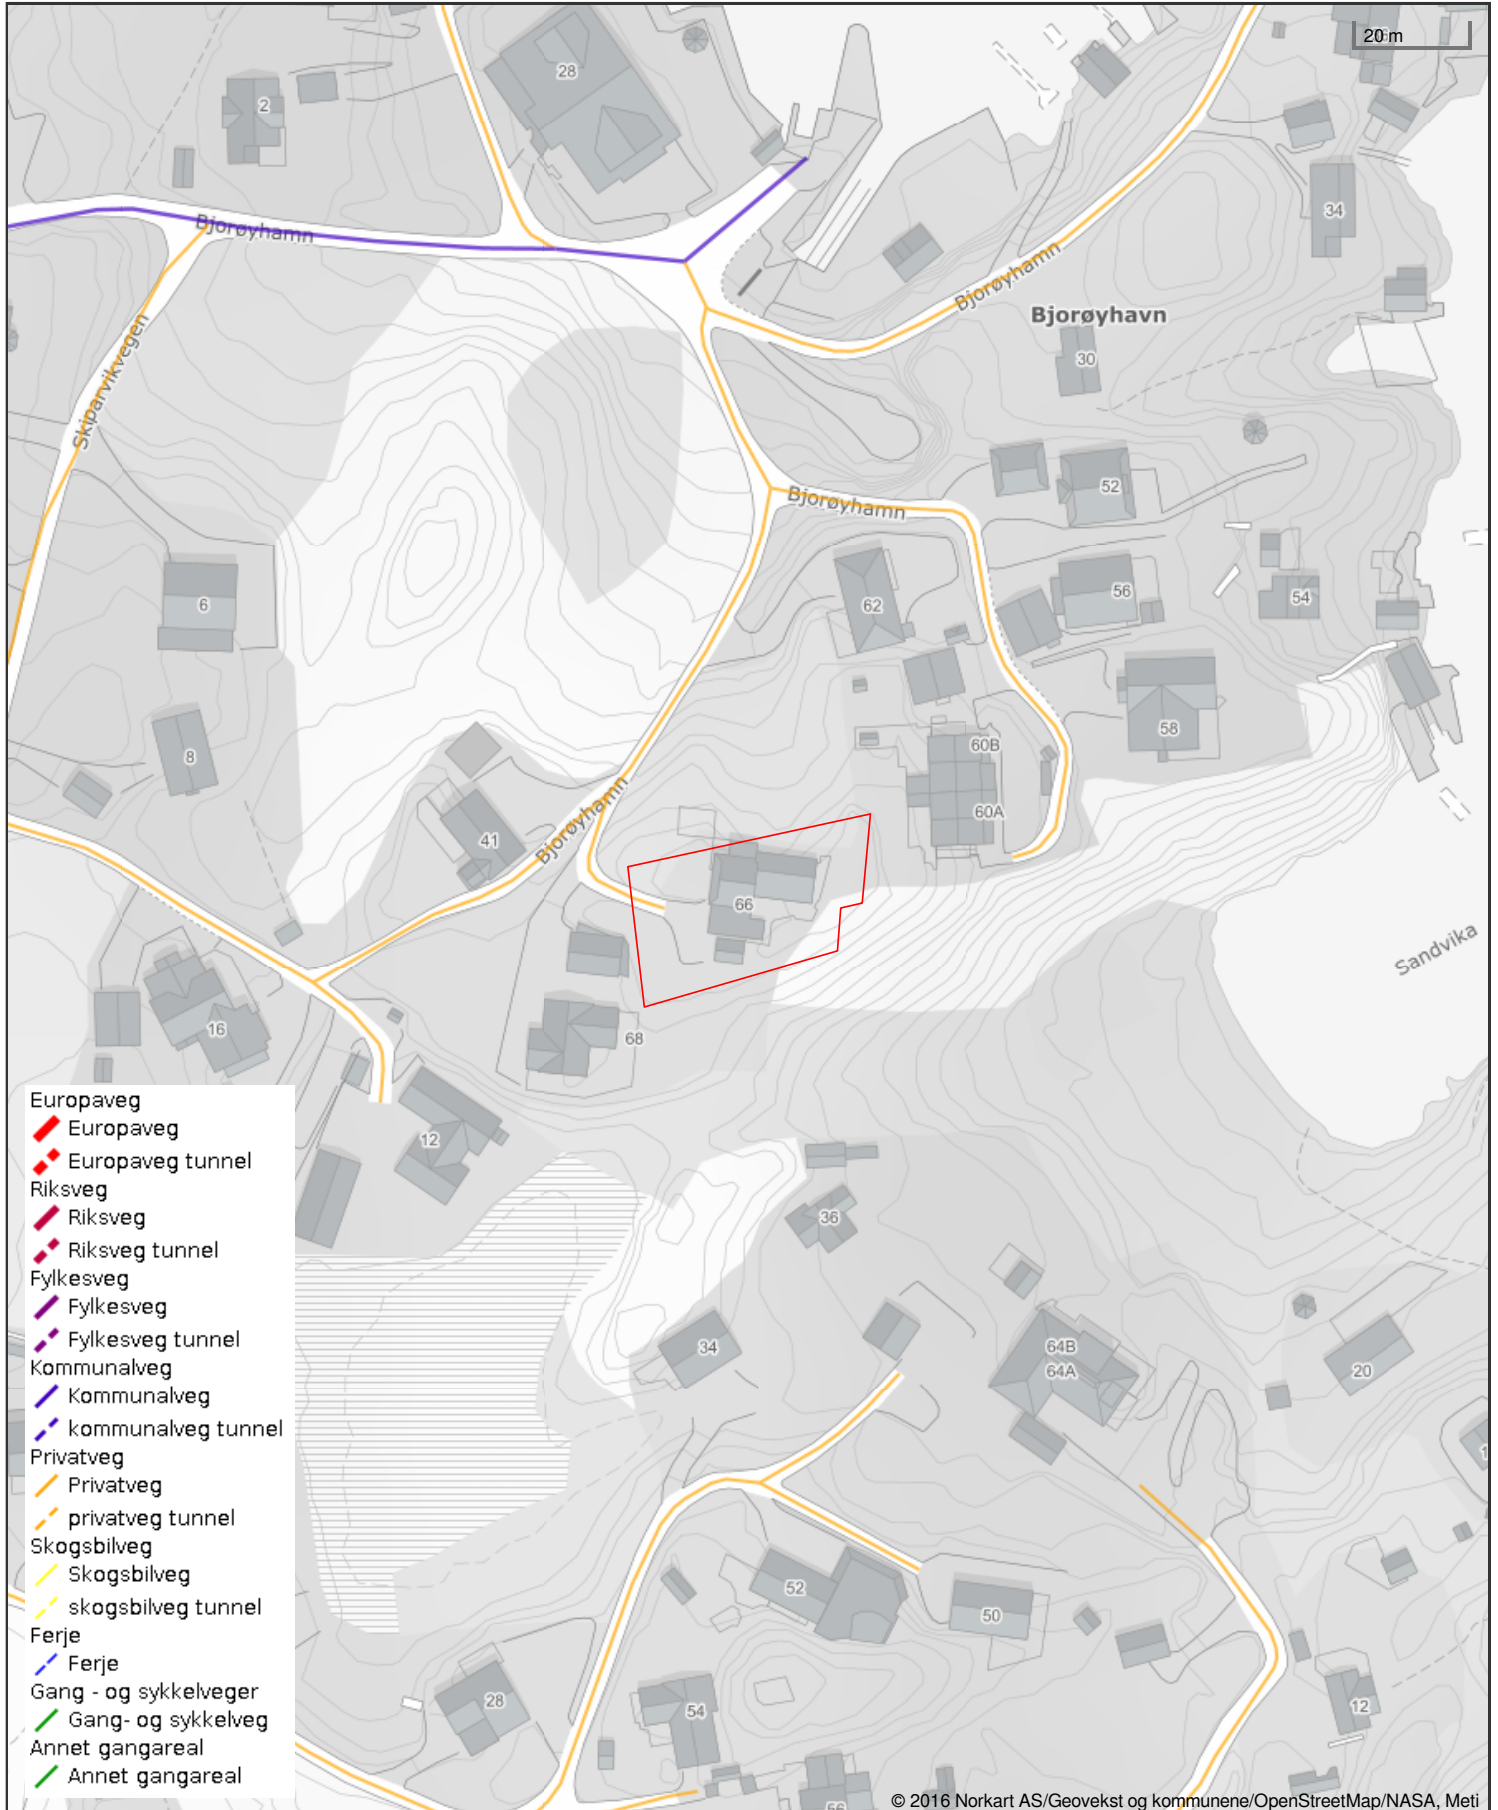 20 m
28
2
Bjorøyhamn
34
Bjorøyhamn
Bjorøyhavn
Skiparvikvegen
30
52
Bjorøyhamn
56
54
6
62
58
60B
8
60A
41
Bjorøyhamn
66
Sandvika
16
68
12
36
34
64B
64A
20
52
50
28
54
12
56
Europaveg
Europaveg
Europaveg tunnel
Riksveg
Riksveg
Riksveg tunnel
Fylkesveg
Fylkesveg
Fylkesveg tunnel
Kommunalveg
Kommunalveg
kommunalveg tunnel
Privatveg
Privatveg
privatveg tunnel
Skogsbilveg
Skogsbilveg
skogsbilveg tunnel
Ferje
Ferje
Gang - og sykkelveger
Gang- og sykkelveg
Annet gangareal
Annet gangareal
© 2016 Norkart AS/Geovekst og kommunene/OpenStreetMap/NASA, Meti